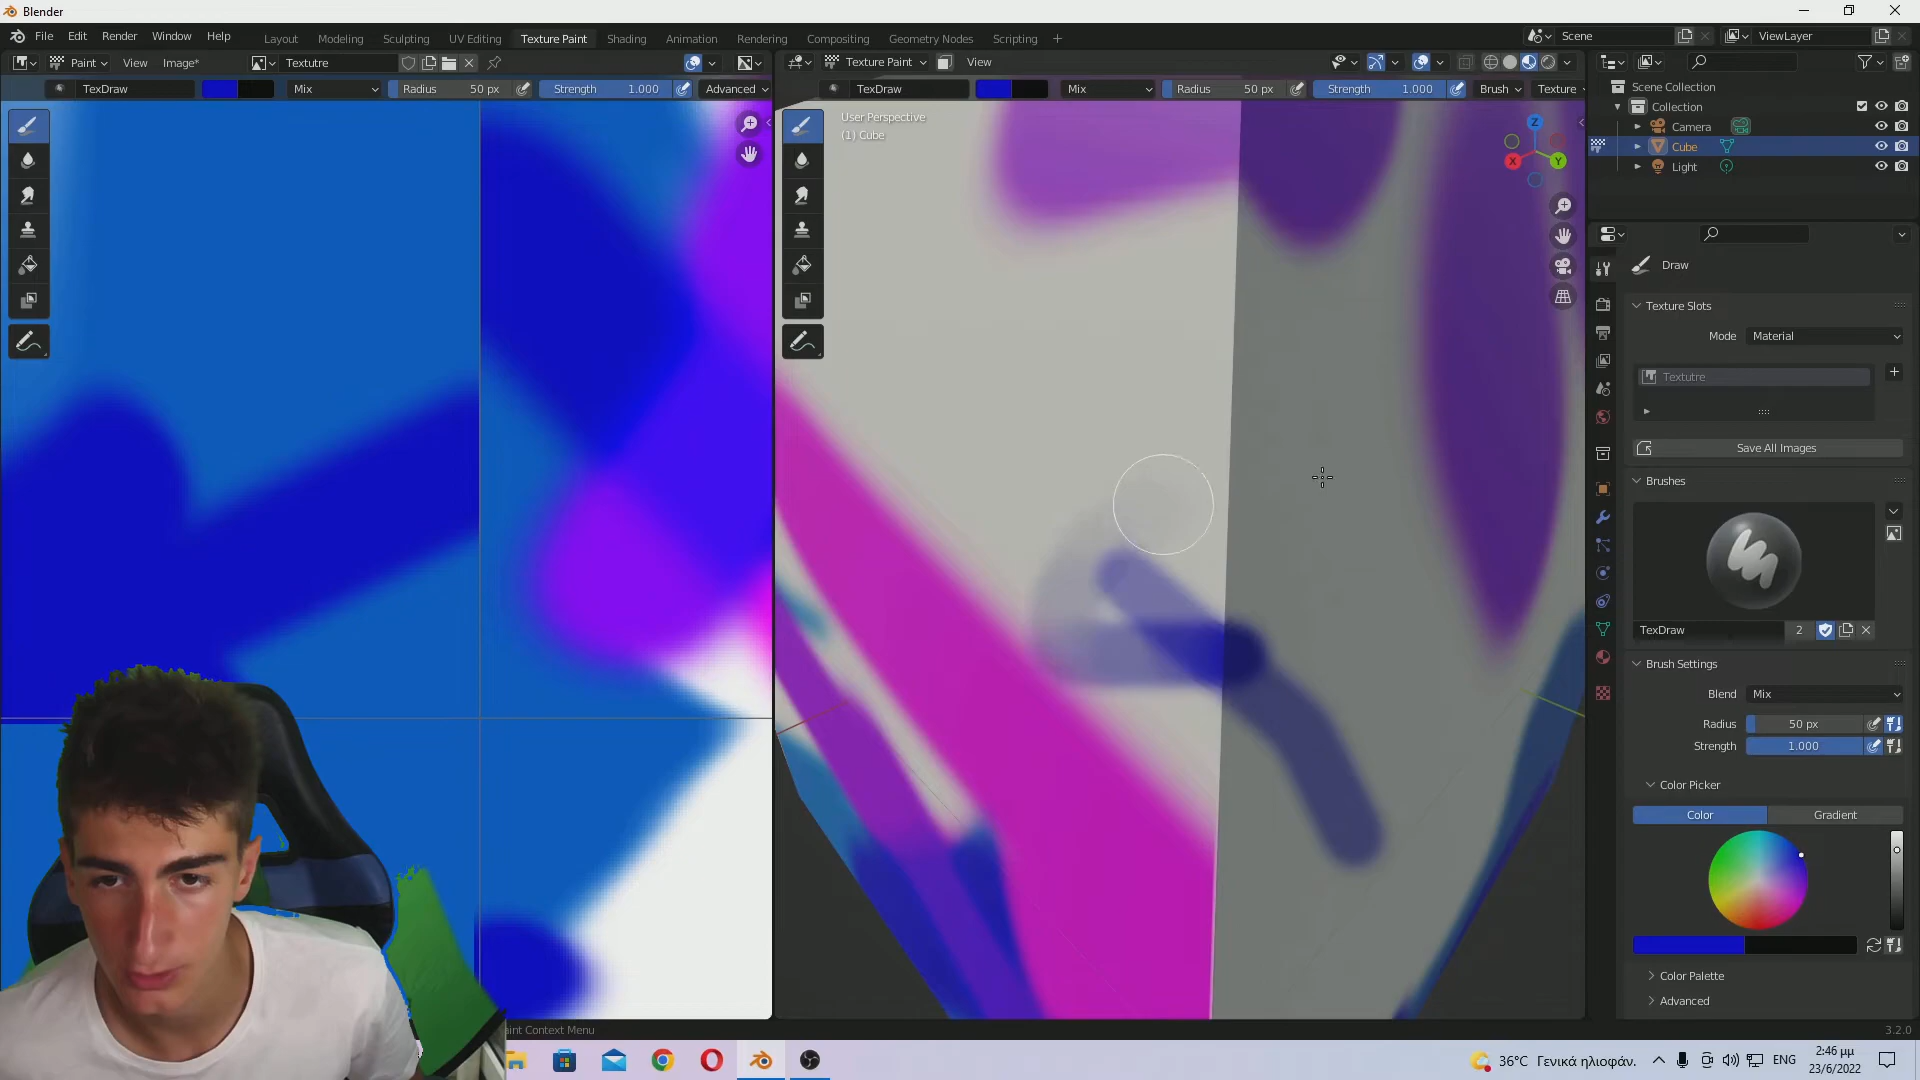 Blender
File Edit Render Window Help
Layout Modeling Sculpting UV Editing Texture Paint Shading Animation Rendering Compositing Geometry Nodes Scripting +
Scene
ViewLayer
Paint View Image* Textutre
Texture Paint View
TexDraw Mix Radius 50 px Strength 1.000 Advanced
TexDraw Mix Radius 50 px Strength 1.000 Brush Texture
User Perspective
(1) Cube
Z
X
Y
Scene Collection
Collection
Camera
Cube
Light
Draw
Texture Slots
Mode Material
Textutre
Save All Images
Brushes
TexDraw 2
Brush Settings
Blend Mix
Radius 50 px
Strength 1.000
Color Picker
Color Gradient
Color Palette
Advanced
aint Context Menu
3.2.0
36°C Γενικά ηλιοφάν. ENG
2:46 μμ
23/6/2022